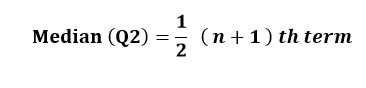 Median (Q2) = 1/2 ( n + 1 ) th term